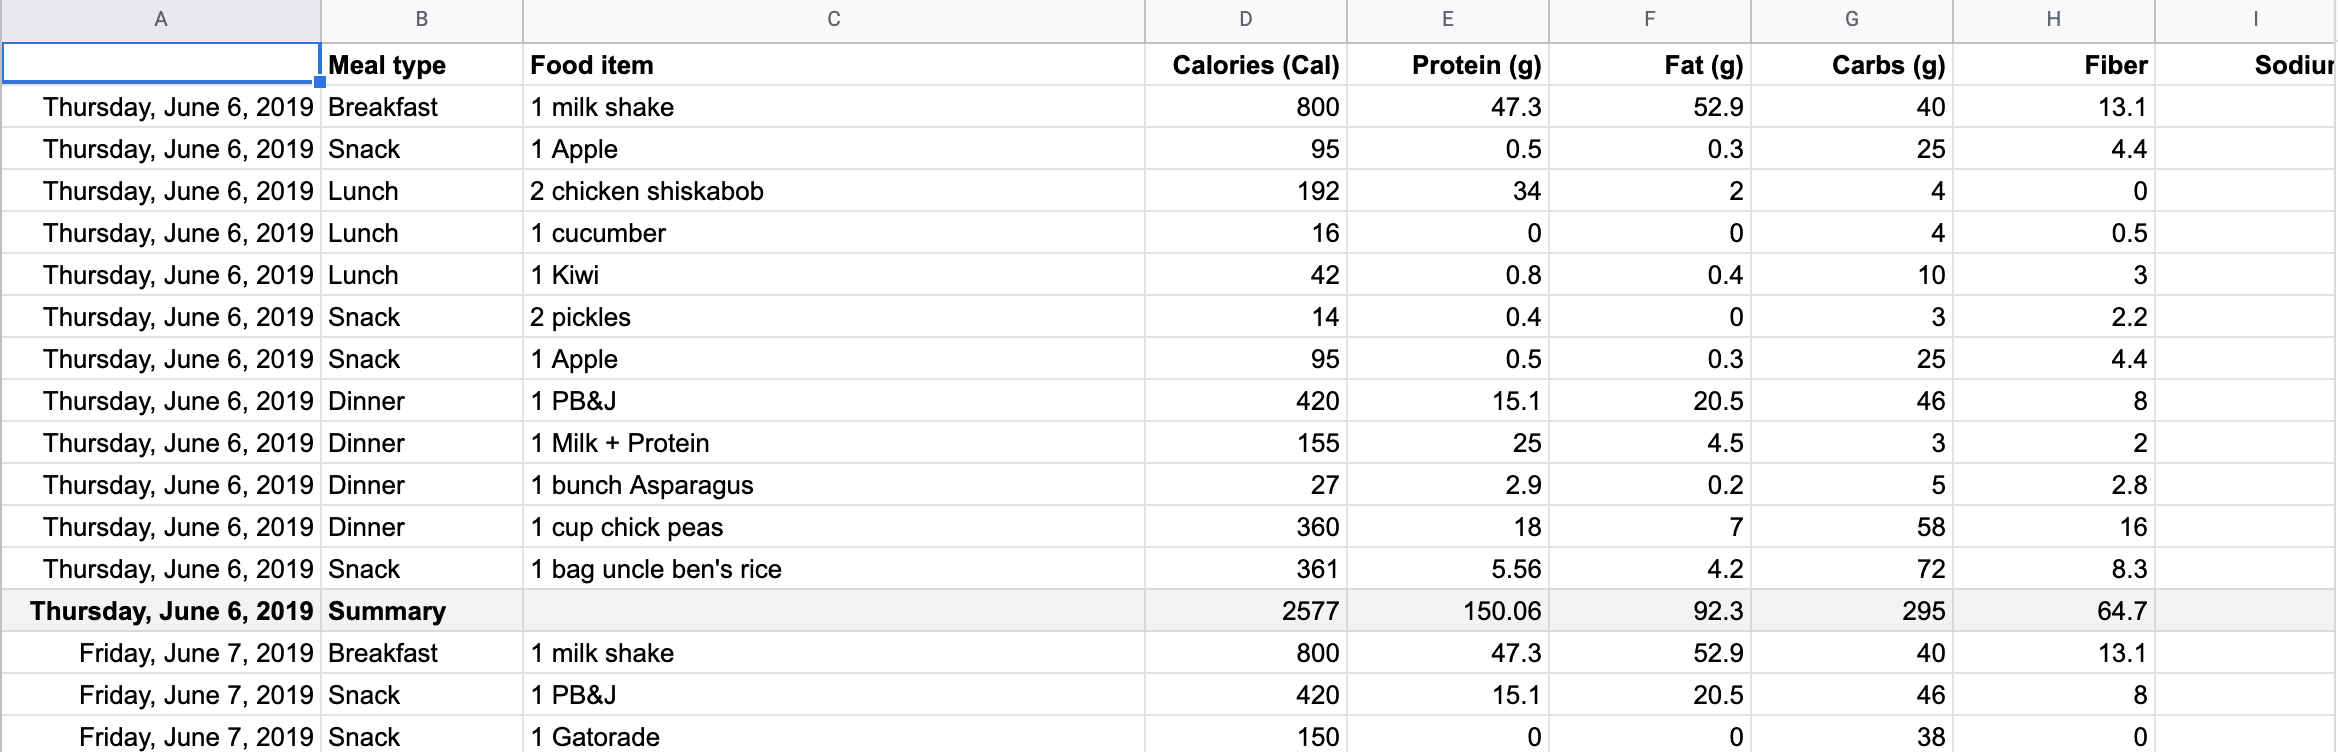 A B C D E F G H I
Meal type Food item Calories (Cal) Protein (g) Fat (g) Carbs (g) Fiber Sodiur
Thursday, June 6, 2019 Breakfast 1 milk shake 800 47.3 52.9 40 13.1
Thursday, June 6, 2019 Snack 1 Apple 95 0.5 0.3 25 4.4
Thursday, June 6, 2019 Lunch 2 chicken shiskabob 192 34 2 4 0
Thursday, June 6, 2019 Lunch 1 cucumber 16 0 0 4 0.5
Thursday, June 6, 2019 Lunch 1 Kiwi 42 0.8 0.4 10 3
Thursday, June 6, 2019 Snack 2 pickles 14 0.4 0 3 2.2
Thursday, June 6, 2019 Snack 1 Apple 95 0.5 0.3 25 4.4
Thursday, June 6, 2019 Dinner 1 PB&J 420 15.1 20.5 46 8
Thursday, June 6, 2019 Dinner 1 Milk + Protein 155 25 4.5 3 2
Thursday, June 6, 2019 Dinner 1 bunch Asparagus 27 2.9 0.2 5 2.8
Thursday, June 6, 2019 Dinner 1 cup chick peas 360 18 7 58 16
Thursday, June 6, 2019 Snack 1 bag uncle ben's rice 361 5.56 4.2 72 8.3
Thursday, June 6, 2019 Summary 2577 150.06 92.3 295 64.7
Friday, June 7, 2019 Breakfast 1 milk shake 800 47.3 52.9 40 13.1
Friday, June 7, 2019 Snack 1 PB&J 420 15.1 20.5 46 8
Friday, June 7, 2019 Snack 1 Gatorade 150 0 0 38 0